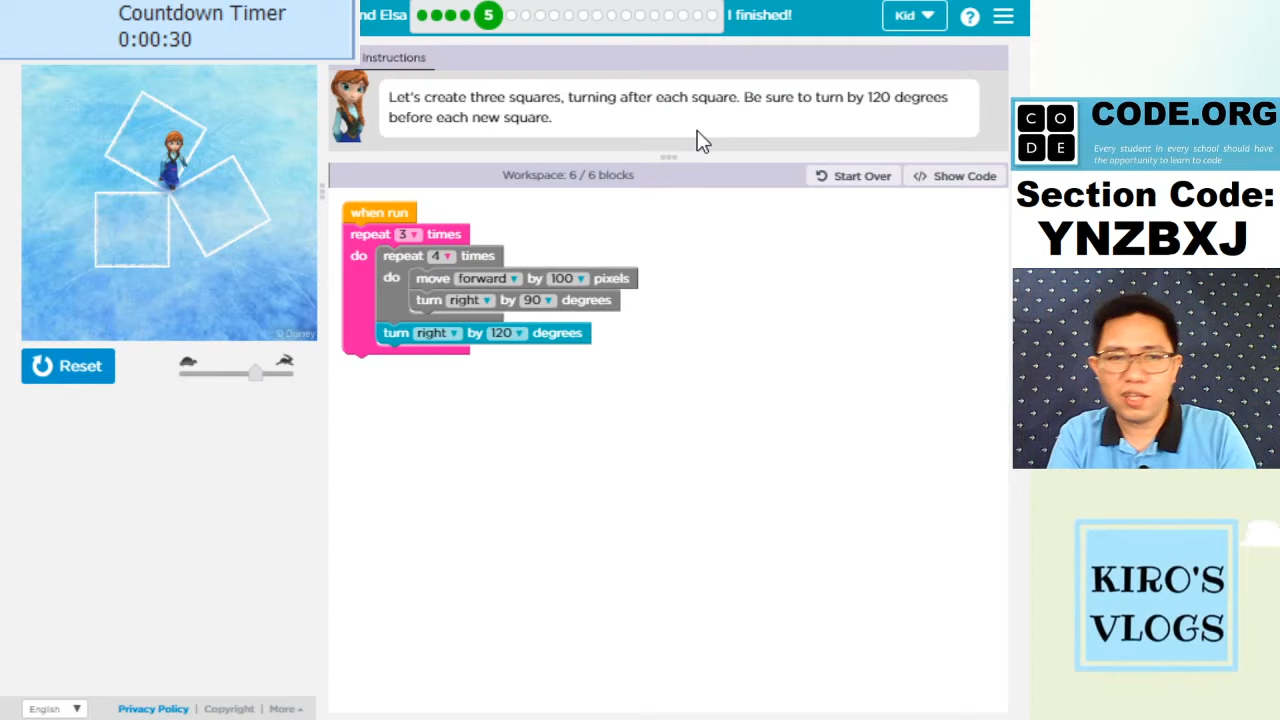 Countdown Timer
0:00:30
nd Elsa
5
I finished!
Kid
?
Instructions
Let's create three squares, turning after each square. Be sure to turn by 120 degrees
before each new square.
Workspace: 6 / 6 blocks
Start Over
</> Show Code
when run
repeat 3 times
do
repeat 4 times
do
move forward by 100 pixels
turn right by 90 degrees
turn right by 120 degrees
© Disney
Reset
English
Privacy Policy | Copyright | More
C O
D E
CODE.ORG
Every student in every school should have
the opportunity to learn to code
Section Code:
YNZBXJ
KIRO'S
VLOGS